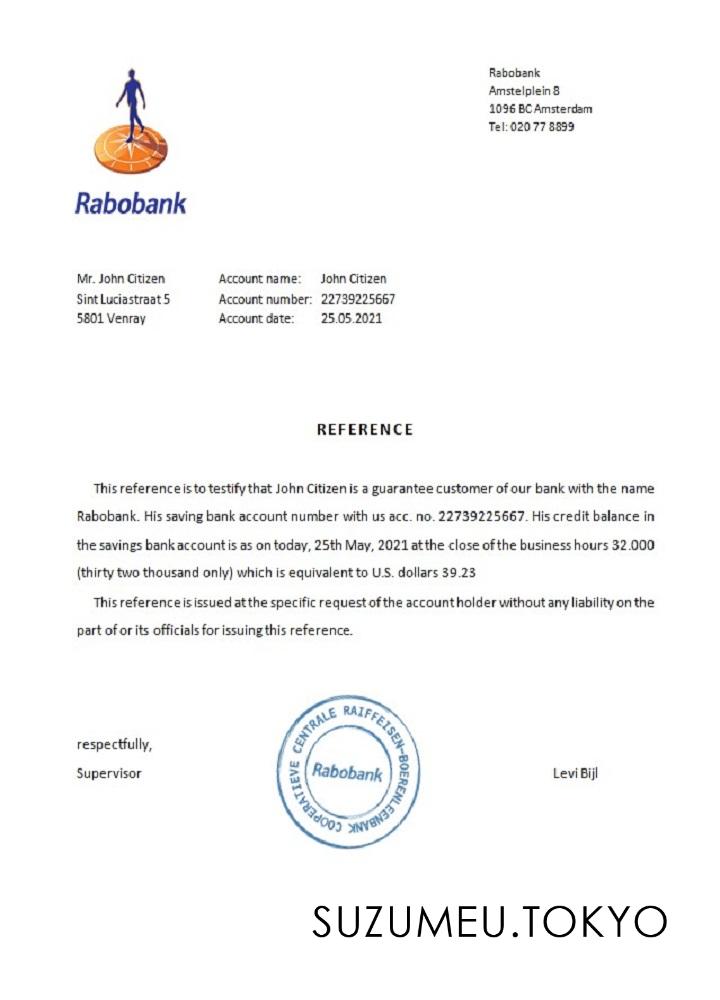 Rabobank
Amstelplein 8
1096 BC Amsterdam
Tel: 020 77 8899
Rabobank
Mr. John Citizen
Sint Luciastraat 5
5801 Venray
Account name: John Citizen
Account number: 22739225667
Account date: 25.05.2021
REFERENCE
This reference is to testify that John Citizen is a guarantee customer of our bank with the name
Rabobank. His saving bank account number with us acc. no. 22739225667. His credit balance in
the savings bank account is as on today, 25th May, 2021 at the close of the business hours 32.000
(thirty two thousand only) which is equivalent to U.S. dollars 39.23
This reference is issued at the specific request of the account holder without any liability on the
part of or its officials for issuing this reference.
respectfully,
Supervisor
COOPERATIEVE CENTRALE RAIFFEISEN-BOERENLEENBANK
Rabobank
Levi Bijl
SUZUMEU.TOKYO